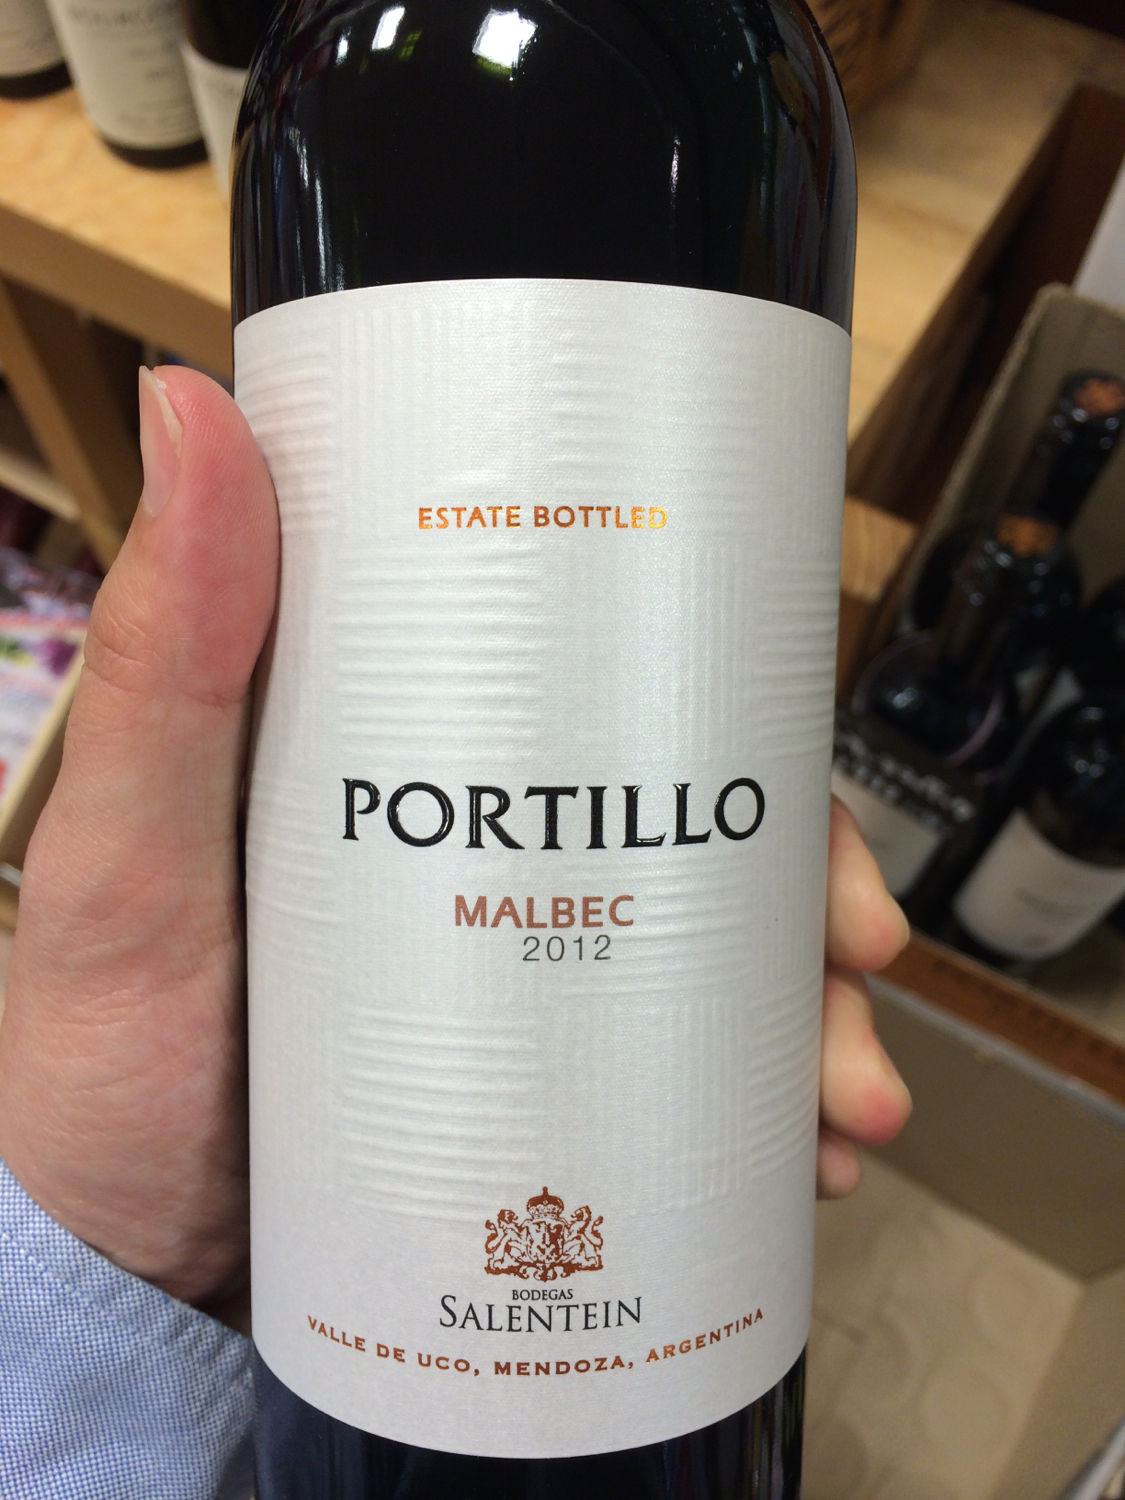 ESTATE BOTTLED
PORTILLO
MALBEC
2012
BODEGAS
SALENTEIN
VALLE DE UCO, MENDOZA, ARGENTINA